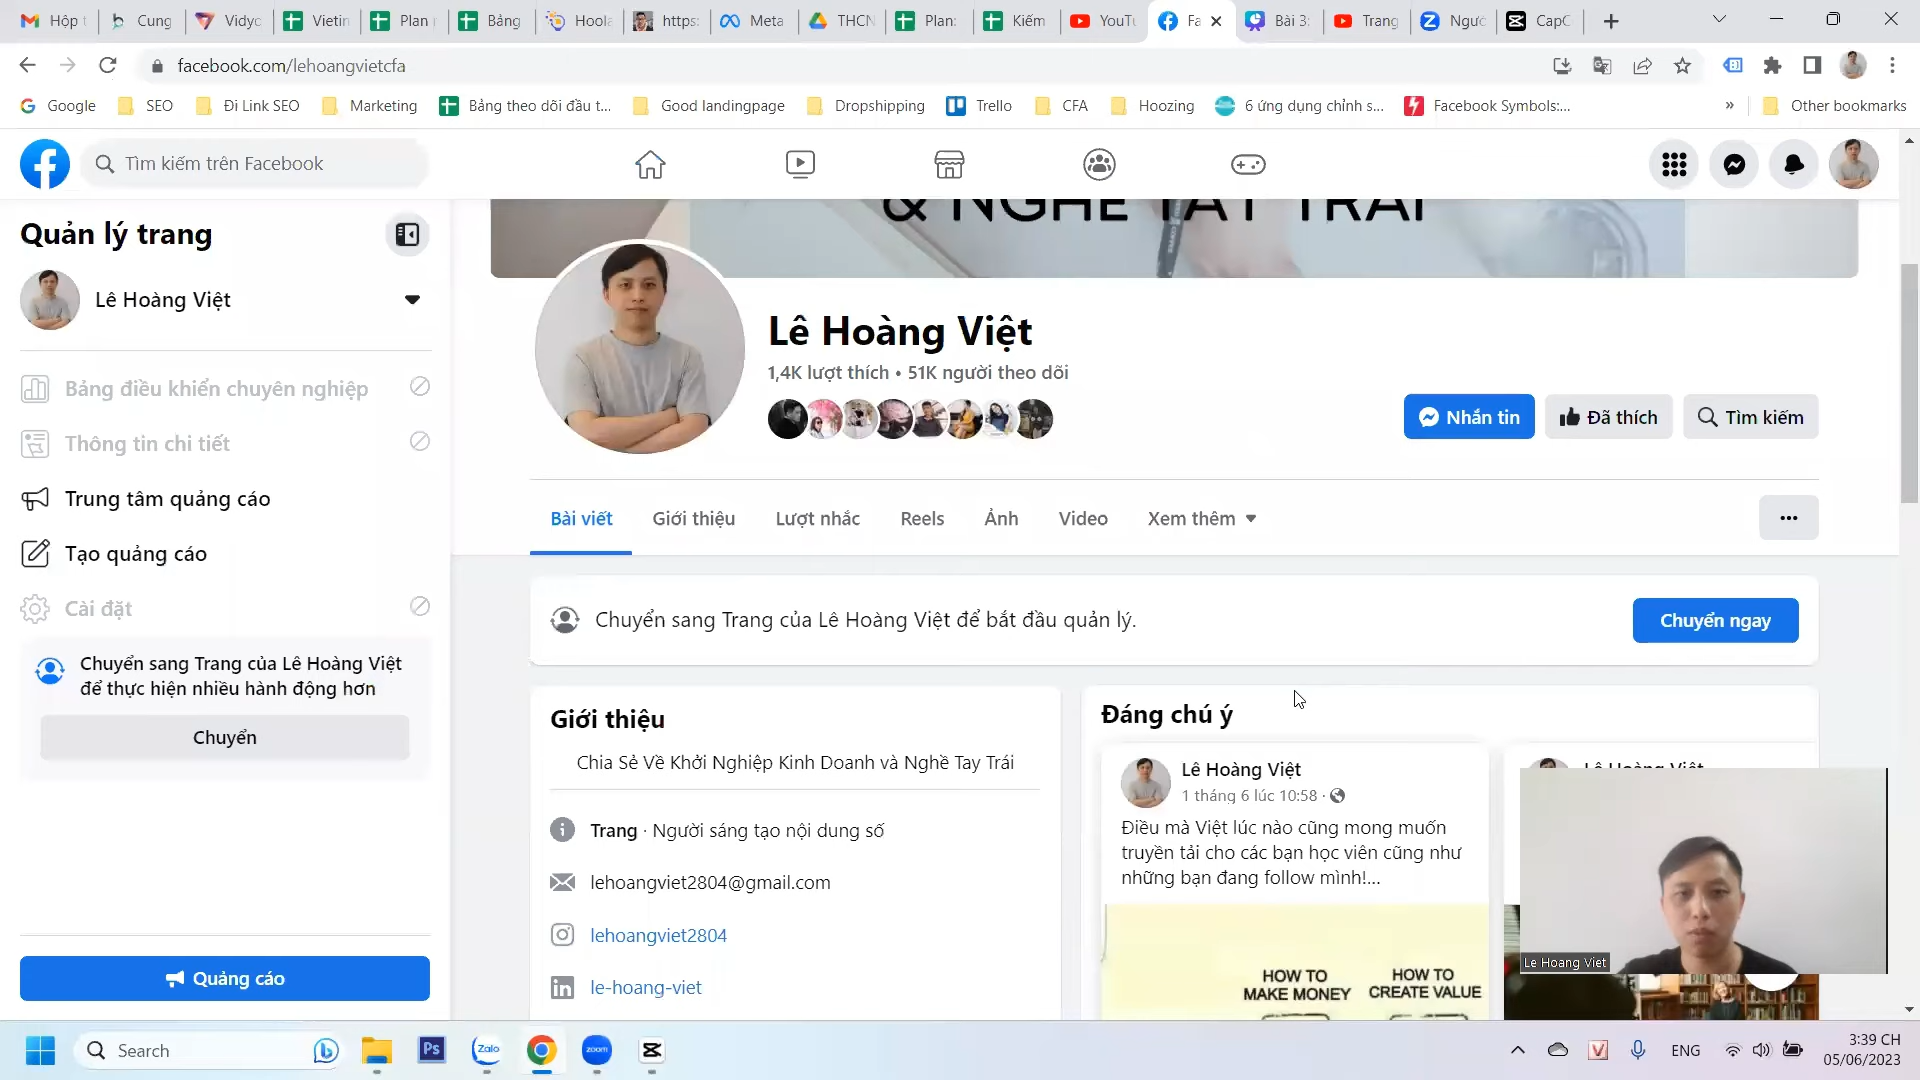 Hộp t
Cung
Vidyo
Vietin
Plan
Bảng
Hoola
https:
Meta
THCN
Plan:
Kiếm
YouTu
Fa
Bài 3:
Trang
Ngườ
CapC
facebook.com/lehoangvietcfa
Google
SEO
Đi Link SEO
Marketing
Bảng theo dõi đầu t...
Good landingpage
Dropshipping
Trello
CFA
Hoozing
6 ứng dụng chỉnh s...
Facebook Symbols:...
»
Other bookmarks
Tìm kiếm trên Facebook
& NGHỀ TAY TRÁI
Quản lý trang
Lê Hoàng Việt
Bảng điều khiển chuyên nghiệp
Thông tin chi tiết
Trung tâm quảng cáo
Tạo quảng cáo
Cài đặt
Chuyển sang Trang của Lê Hoàng Việt
để thực hiện nhiều hành động hơn
Chuyển
Quảng cáo
Lê Hoàng Việt
1,4K lượt thích • 51K người theo dõi
Nhắn tin
Đã thích
Tìm kiếm
Bài viết
Giới thiệu
Lượt nhắc
Reels
Ảnh
Video
Xem thêm
Chuyển sang Trang của Lê Hoàng Việt để bắt đầu quản lý.
Chuyển ngay
Giới thiệu
Chia Sẻ Về Khởi Nghiệp Kinh Doanh và Nghề Tay Trái
Trang · Người sáng tạo nội dung số
lehoangviet2804@gmail.com
lehoangviet2804
le-hoang-viet
Đáng chú ý
Lê Hoàng Việt
1 tháng 6 lúc 10:58 ·
Điều mà Việt lúc nào cũng mong muốn
truyền tải cho các bạn học viên cũng như
những bạn đang follow mình!...
HOW TO
MAKE MONEY
HOW TO
CREATE VALUE
Lê Hoàng Việt
Le Hoang Viet
Search
Ps
Zalo
zoom
ENG
3:39 CH
05/06/2023